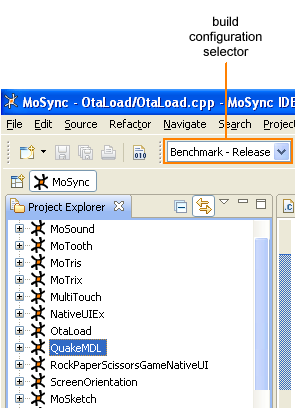 build
configuration
selector
MoSync - OtaLoad/OtaLoad.cpp - MoSync IDE
File Edit Source Refactor Navigate Search Project
010
Benchmark - Release
MoSync
Project Explorer
.c
MoSound
MoTooth
MoTris
MoTrix
MultiTouch
NativeUIEx
OtaLoad
QuakeMDL
RockPaperScissorsGameNativeUI
ScreenOrientation
MoSketch